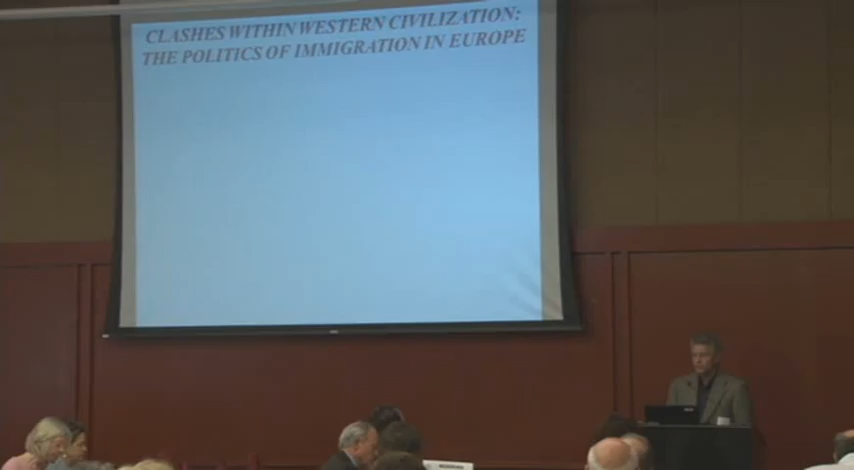 CLASHES WITHIN WESTERN CIVILIZATION:
THE POLITICS OF IMMIGRATION IN EUROPE